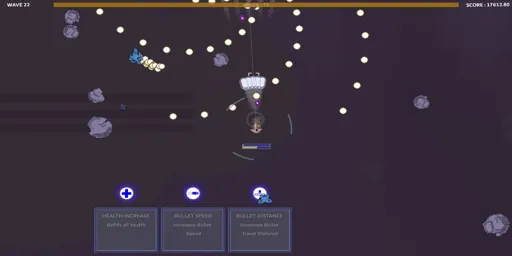 WAVE 22
SCORE : 17612.80
HEALTH INCREASE
Refills all health
BULLET SPEED
Increases Bullet
Speed
BULLET DISTANCE
Increases Bullet
Travel Distance